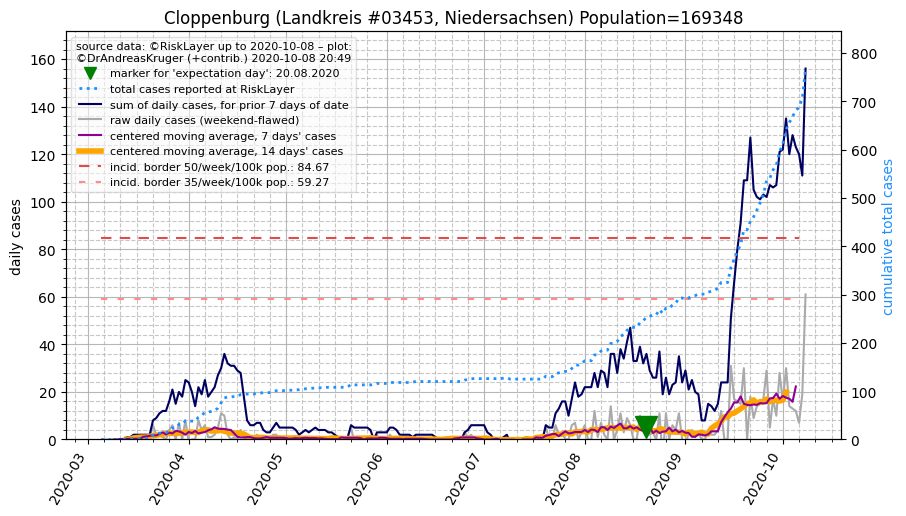 Cloppenburg (Landkreis #03453, Niedersachsen) Population=169348
source data: ©RiskLayer up to 2020-10-08 – plot:
©DrAndreasKruger (+contrib.) 2020-10-08 20:49
marker for 'expectation day': 20.08.2020
total cases reported at RiskLayer
sum of daily cases, for prior 7 days of date
raw daily cases (weekend-flawed)
centered moving average, 7 days' cases
centered moving average, 14 days' cases
incid. border 50/week/100k pop.: 84.67
incid. border 35/week/100k pop.: 59.27
daily cases
160
140
120
100
80
60
40
20
0
cumulative total cases
800
700
600
500
400
300
200
100
0
2020-03
2020-04
2020-05
2020-06
2020-07
2020-08
2020-09
2020-10